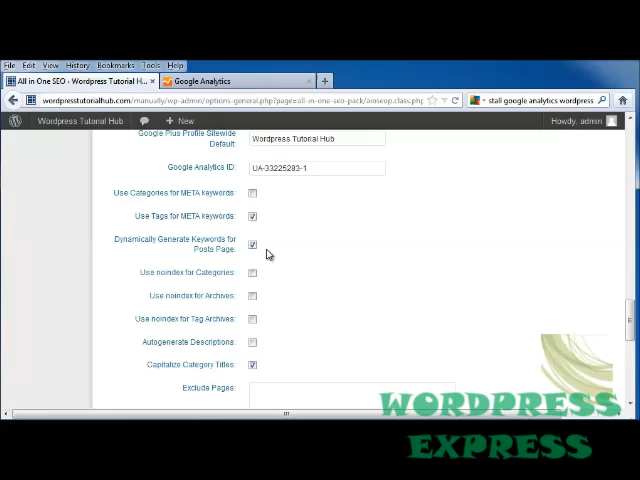 File Edit View History Bookmarks Tools Help
All in One SEO - Wordpress Tutorial H... × Google Analytics × +
wordpresstutorialhub.com/manually/wp-admin/options-general.php?page=all-in-one-seo-pack/aioseop.class.php stall google analytics wordpress
Wordpress Tutorial Hub + New Howdy, admin
Google Plus Profile Sitewide
Default: Wordpress Tutorial Hub
Google Analytics ID: UA-33225283-1
Use Categories for META keywords:
Use Tags for META keywords:
Dynamically Generate Keywords for
Posts Page:
Use noindex for Categories:
Use noindex for Archives:
Use noindex for Tag Archives:
Autogenerate Descriptions:
Capitalize Category Titles:
Exclude Pages:
WORDPRESS
EXPRESS